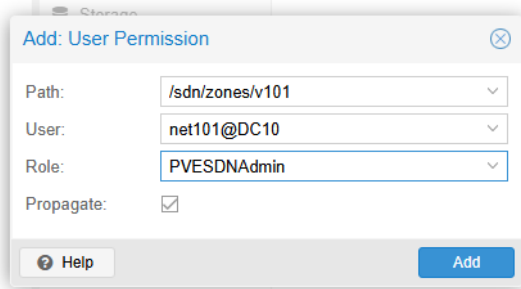 Storage
Add: User Permission
Path: /sdn/zones/v101
User: net101@DC10
Role: PVESDNAdmin
Propagate:
Help Add